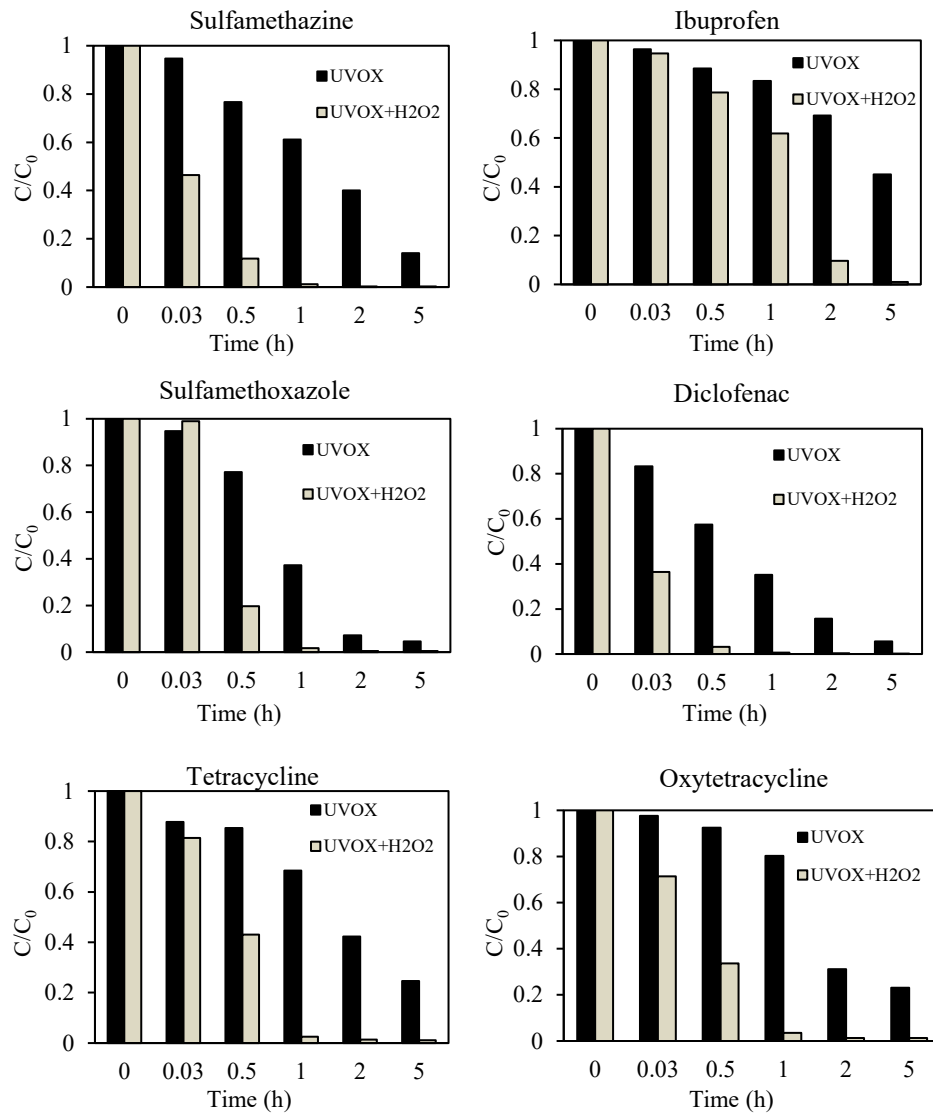 Sulfamethazine
1
0.8
0.6
0.4
0.2
0
C/C0
UVOX
UVOX+H2O2
0 0.03 0.5 1 2 5
Time (h)
Ibuprofen
1
0.8
0.6
0.4
0.2
0
C/C0
UVOX
UVOX+H2O2
0 0.03 0.5 1 2 5
Time (h)
Sulfamethoxazole
1
0.8
0.6
0.4
0.2
0
C/C0
UVOX
UVOX+H2O2
0 0.03 0.5 1 2 5
Time (h)
Diclofenac
1
0.8
0.6
0.4
0.2
0
C/C0
UVOX
UVOX+H2O2
0 0.03 0.5 1 2 5
Time (h)
Tetracycline
1
0.8
0.6
0.4
0.2
0
C/C0
UVOX
UVOX+H2O2
0 0.03 0.5 1 2 5
Time (h)
Oxytetracycline
1
0.8
0.6
0.4
0.2
0
C/C0
UVOX
UVOX+H2O2
0 0.03 0.5 1 2 5
Time (h)